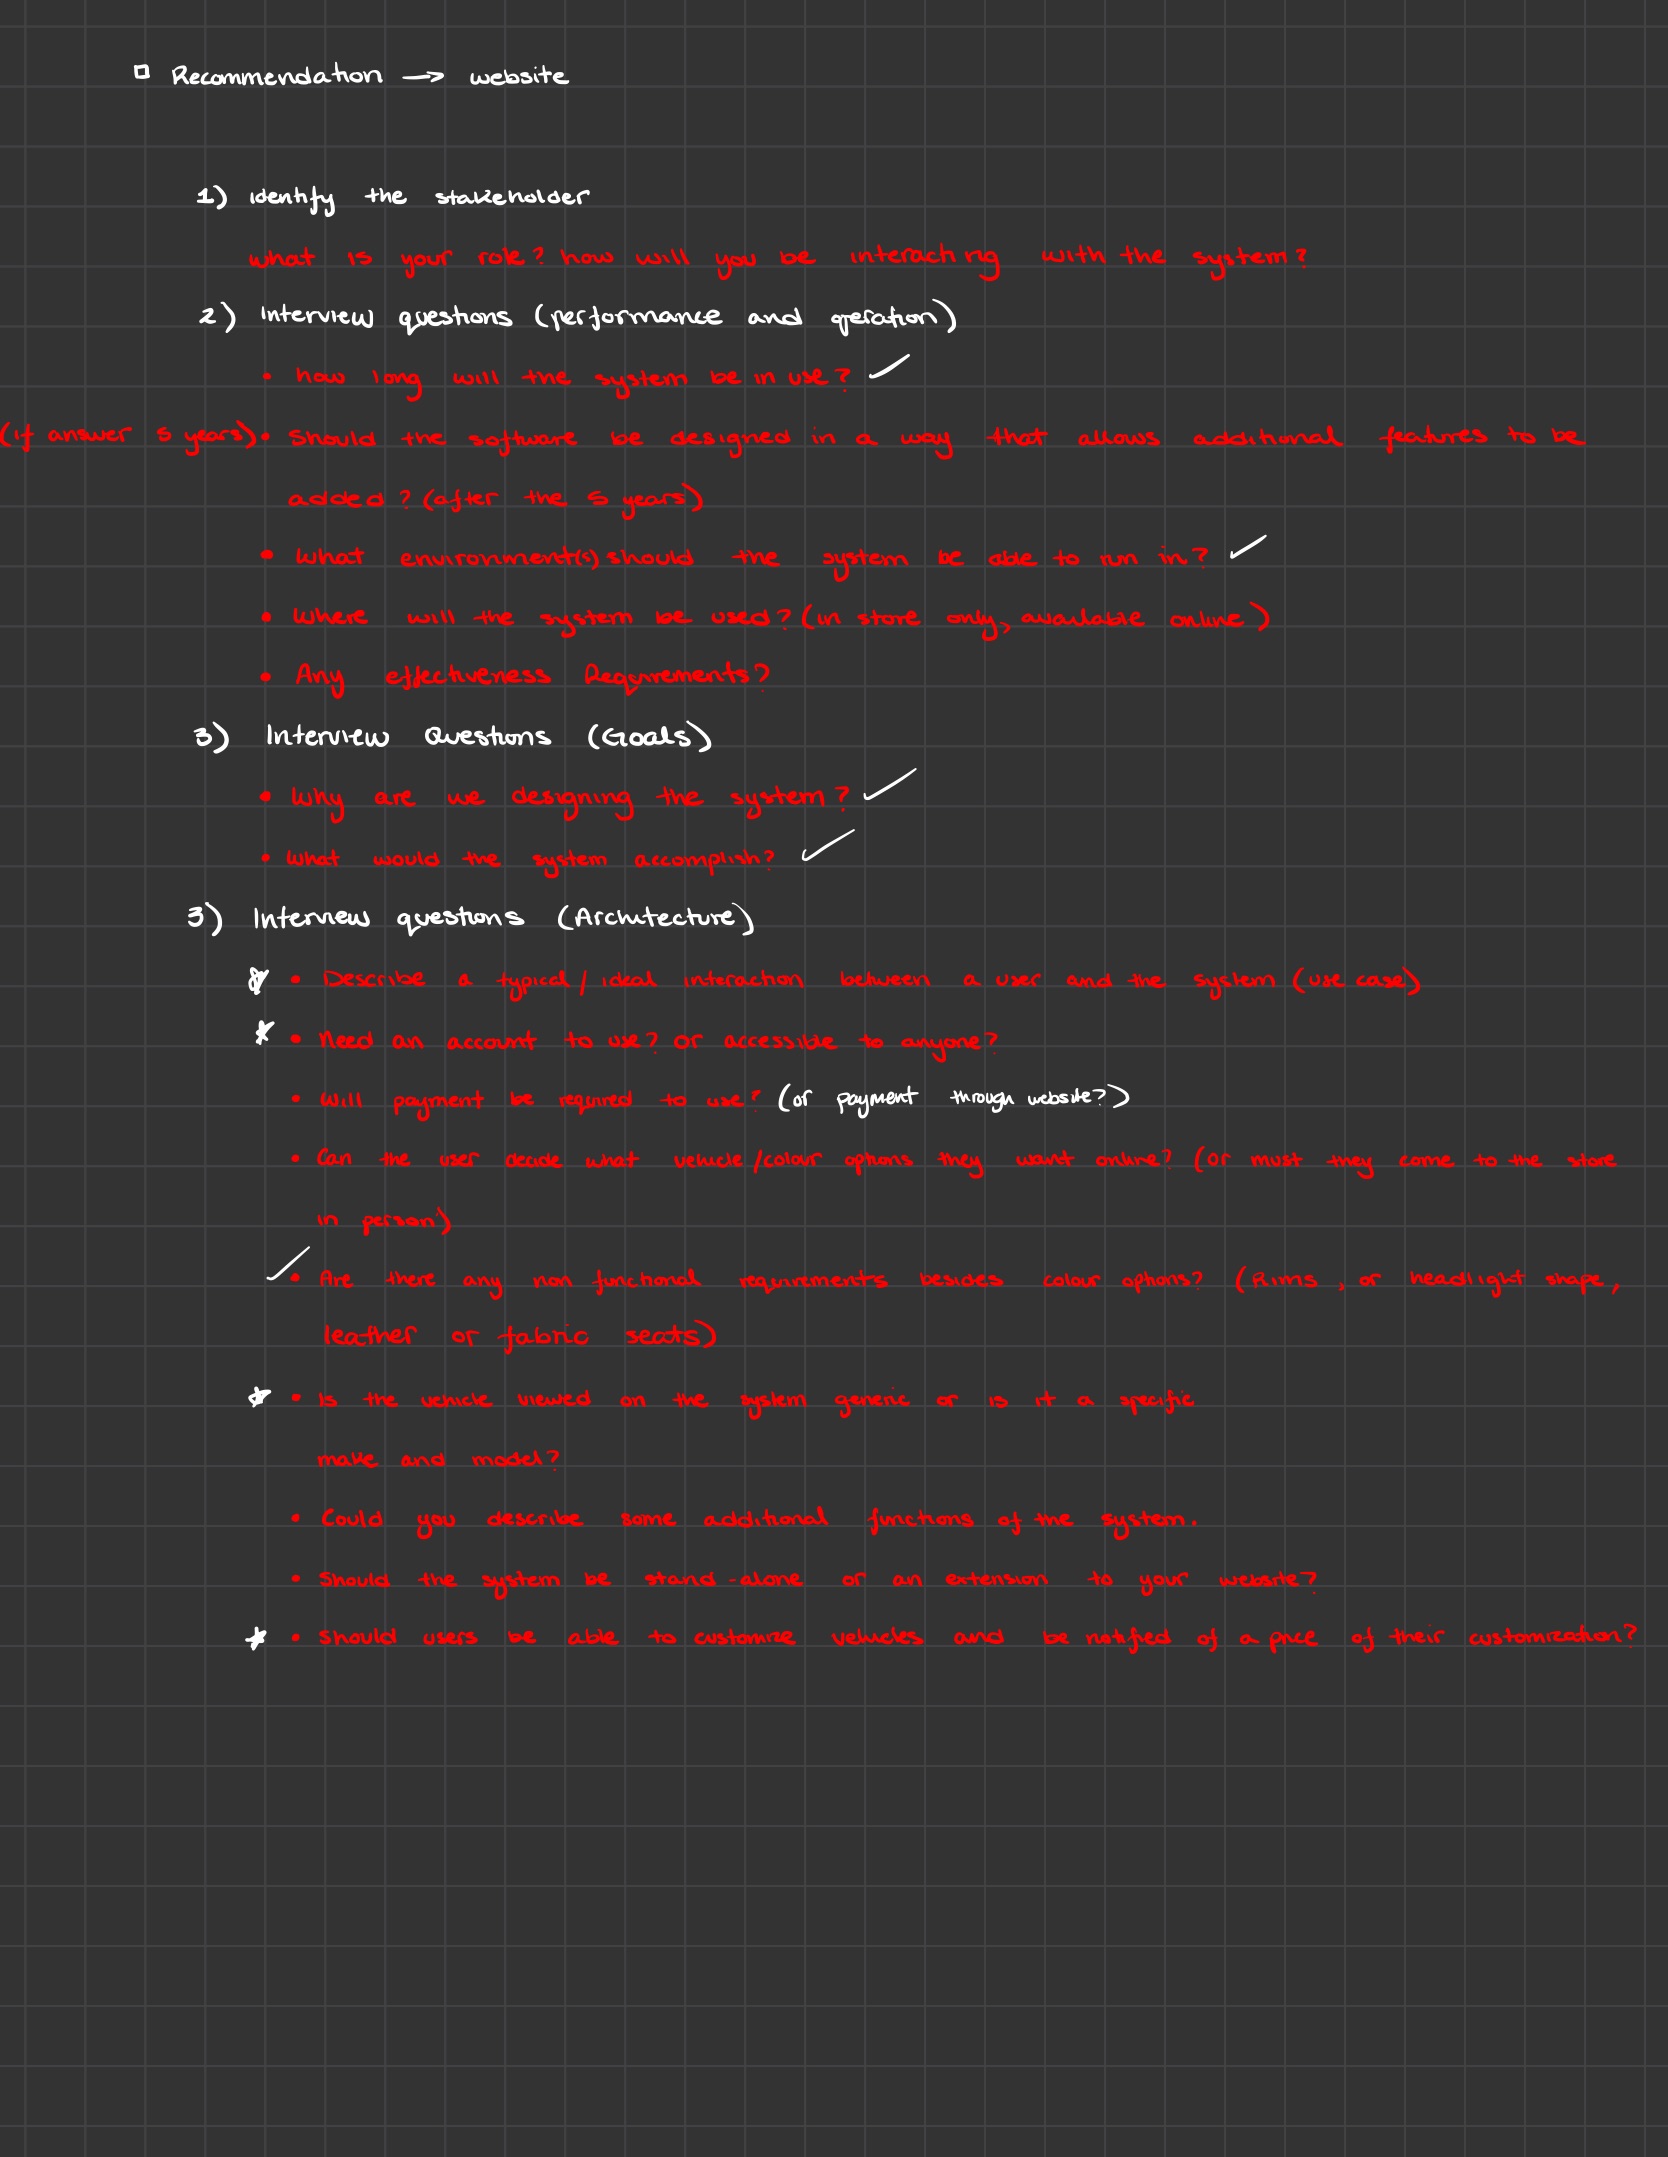 Recommendation → website
1) identify the stakeholder
what is your role? how will you be interacting with the system?
2) Interview questions (performance and operation)
• how long will the system be in use? ✓
(if answer 5 years) • Should the software be designed in a way that allows additional features to be
added? (after the 5 years)
• What environment(s) should the system be able to run in? ✓
• Where will the system be used? (in store only, available online)
• Any effectiveness Requirements?
3) Interview Questions (Goals)
• Why are we designing the system? ✓
• What would the system accomplish? ✓
3) Interview questions (Architecture)
☆ • Describe a typical / ideal interaction between a user and the system (use case)
☆ • Need an account to use? or accessible to anyone?
• Will payment be required to use? (or payment through website?)
• Can the user decide what vehicle/colour options they want online? (or must they come to the store
in person)
✓ • Are there any non functional requirements besides colour options? (Rims, or headlight shape,
leather or fabric seats)
☆ • Is the vehicle viewed on the system generic or is it a specific
make and model?
• Could you describe some additional functions of the system.
• Should the system be stand-alone or an extension to your website?
☆ • Should users be able to customize vehicles and be notified of a price of their customization?